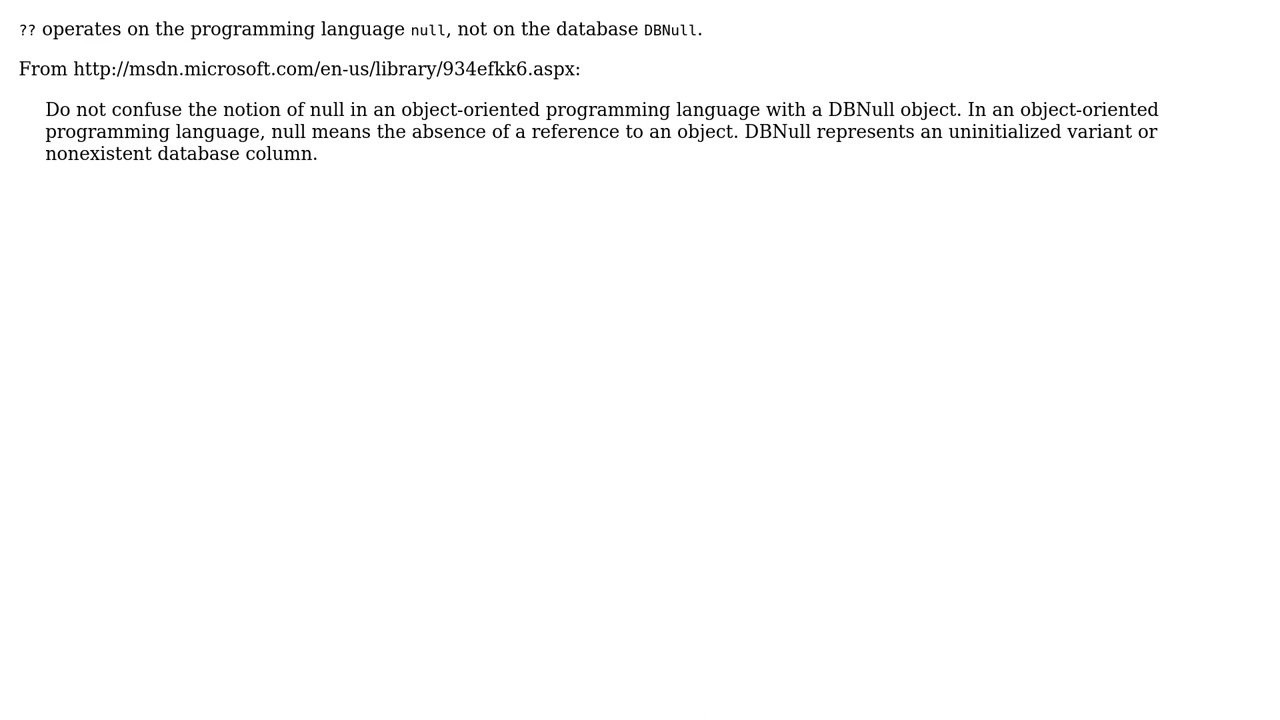 ?? operates on the programming language null, not on the database DBNull.
From http://msdn.microsoft.com/en-us/library/934efkk6.aspx:
Do not confuse the notion of null in an object-oriented programming language with a DBNull object. In an object-oriented
programming language, null means the absence of a reference to an object. DBNull represents an uninitialized variant or
nonexistent database column.